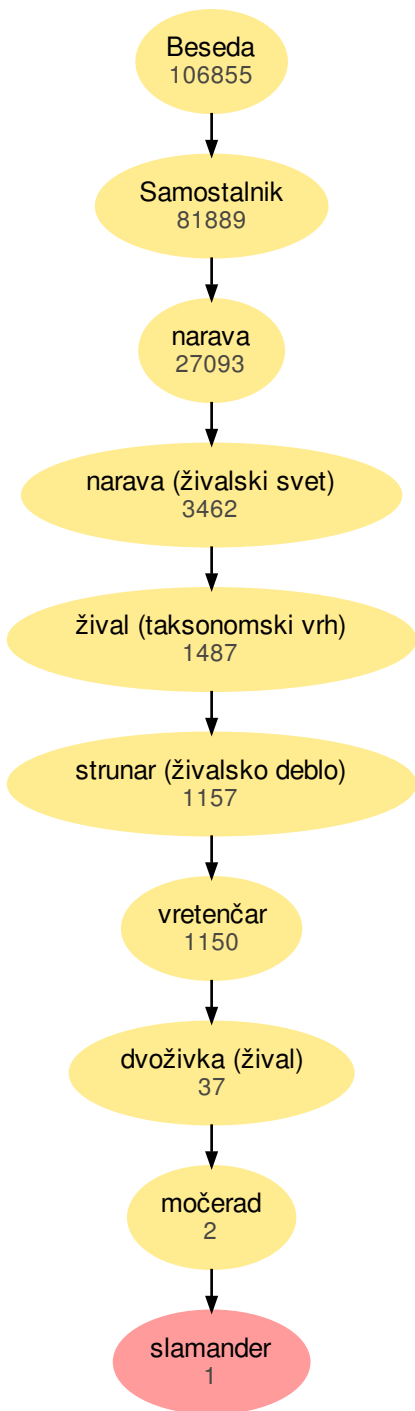 Beseda
106855
Samostalnik
81889
narava
27093
narava (živalski svet)
3462
žival (taksonomski vrh)
1487
strunar (živalsko deblo)
1157
vretenčar
1150
dvoživka (žival)
37
močerad
2
slamander
1